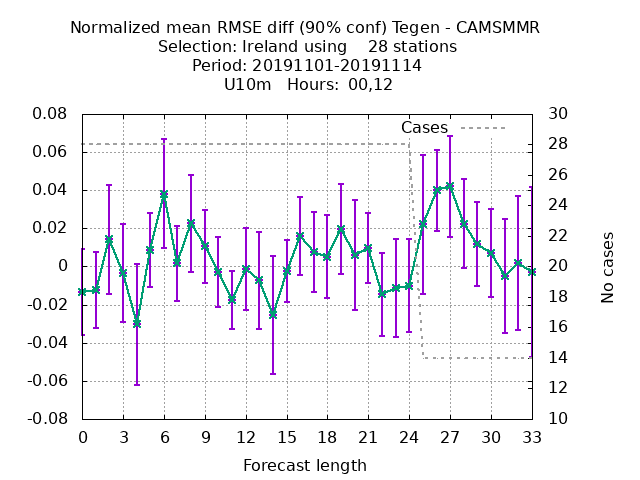 Normalized mean RMSE diff (90% conf) Tegen - CAMSMMR
Selection: Ireland using    28 stations
Period: 20191101-20191114
U10m   Hours:  00,12
Cases
0.08
0.06
0.04
0.02
0
-0.02
-0.04
-0.06
-0.08
30
28
26
24
22
20
18
16
14
12
10
No cases
0 3 6 9 12 15 18 21 24 27 30 33
Forecast length